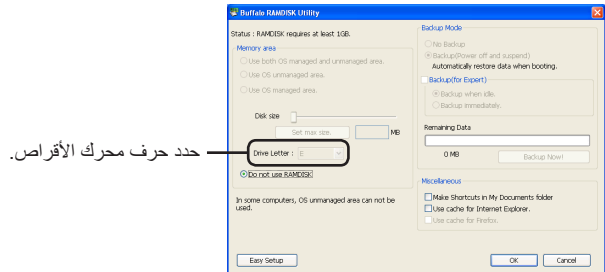 Buffalo RAMDISK Utility
Status : RAMDISK requires at least 1GB.
Memory area
Use both OS managed and unmanaged area.
Use OS unmanaged area.
Use OS managed area.
Disk size
Set max size.
MB
Drive Letter : E
Do not use RAMDISK
In some computers, OS unmanaged area can not be
used.
Easy Setup
Backup Mode
No Backup
Backup(Power off and suspend)
Automatically restore data when booting.
Backup(for Expert)
Backup when idle.
Backup immediately.
Remaining Data
0 MB
Backup Now!
Miscellaneous
Make Shortcuts in My Documents folder
Use cache for Internet Explorer.
Use cache for Firefox.
OK
Cancel
حدد حرف محرك الأقراص.